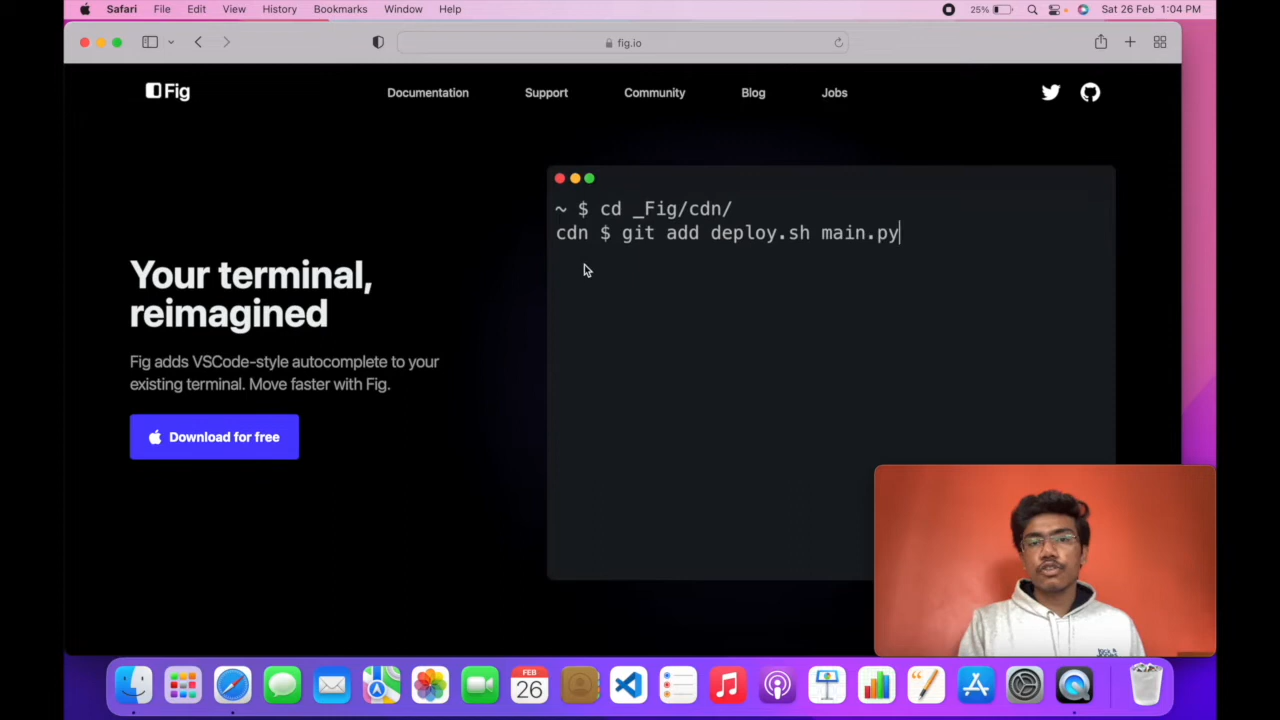 Safari File Edit View History Bookmarks Window Help 25% Sat 26 Feb 1:04 PM
fig.io
Fig Documentation Support Community Blog Jobs
~ $ cd _Fig/cdn/
cdn $ git add deploy.sh main.py
Your terminal,
reimagined
Fig adds VSCode-style autocomplete to your
existing terminal. Move faster with Fig.
Download for free
FEB
26